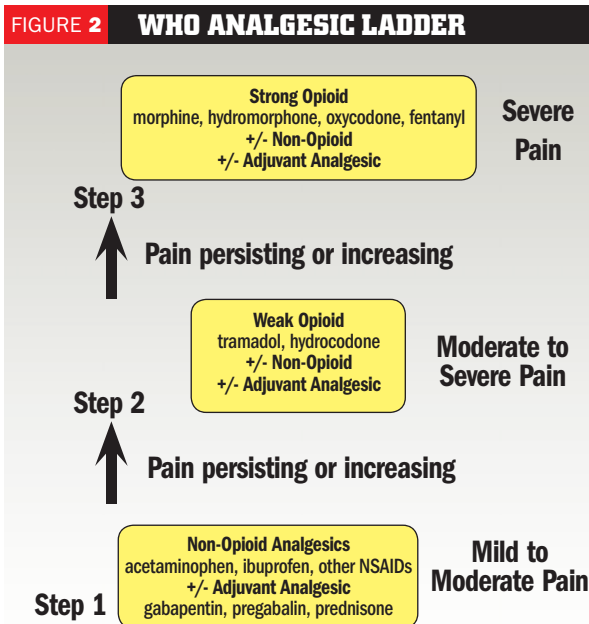 FIGURE 2 WHO ANALGESIC LADDER
Strong Opioid
morphine, hydromorphone, oxycodone, fentanyl
+/- Non-Opioid
+/- Adjuvant Analgesic
Severe
Pain
Step 3
Pain persisting or increasing
Weak Opioid
tramadol, hydrocodone
+/- Non-Opioid
+/- Adjuvant Analgesic
Moderate to
Severe Pain
Step 2
Pain persisting or increasing
Non-Opioid Analgesics
acetaminophen, ibuprofen, other NSAIDs
+/- Adjuvant Analgesic
gabapentin, pregabalin, prednisone
Mild to
Moderate Pain
Step 1